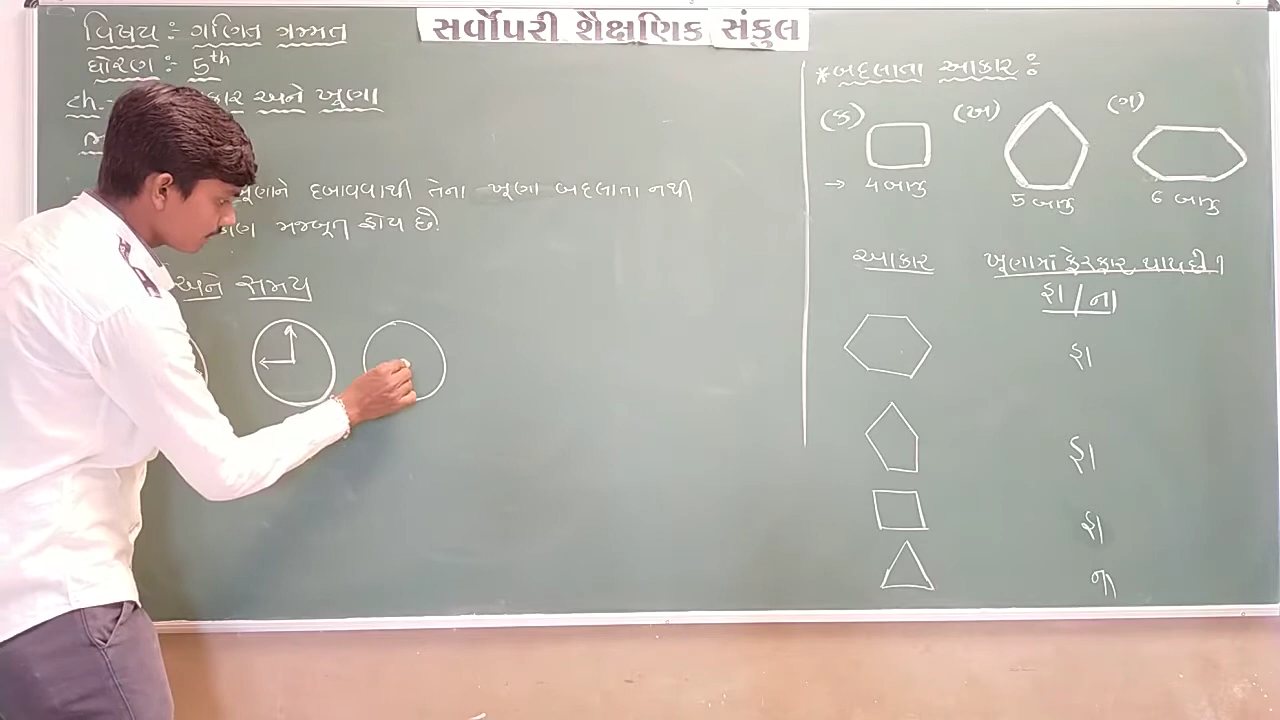 સર્વોપરી શૈક્ષણિક સંકુલ
વિષય : ગણિત ગમ્મત
ધોરણ : 5th
ch.- અને ખૂણા
દબાવવાથી તેના ખૂણા બદલાતા નથી
મજબૂત હોય છે.
અને સમય
* બદલાતા આકાર :
(ક) (બ) (ગ)
→ 4 બાજુ 5 બાજુ 6 બાજુ
આકાર ખૂણામાં ફેરફાર થાય છે ?
હા / ના
હા
હા
હા
ના